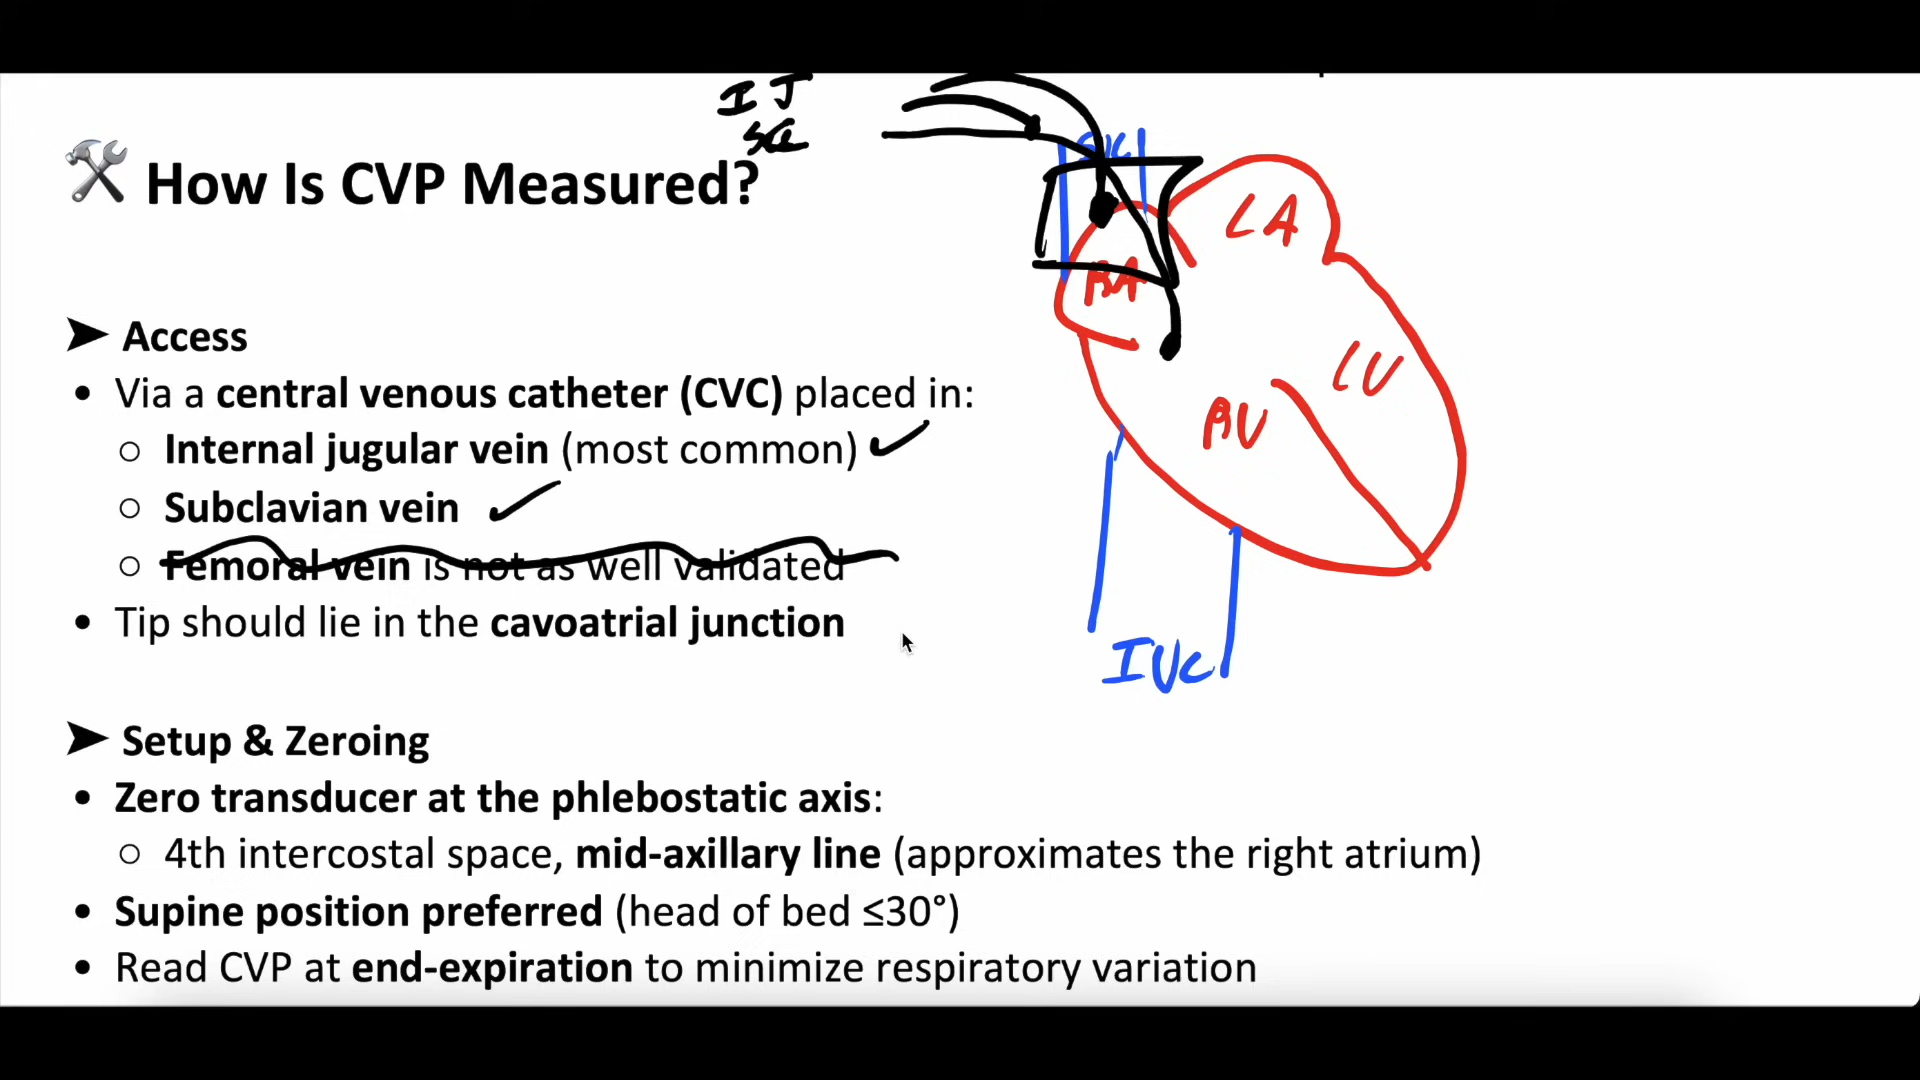 I J
SC
🛠 How Is CVP Measured?
➤ Access
• Via a central venous catheter (CVC) placed in:
○ Internal jugular vein (most common)
○ Subclavian vein
○ Femoral vein is not as well validated
• Tip should lie in the cavoatrial junction
➤ Setup & Zeroing
• Zero transducer at the phlebostatic axis:
○ 4th intercostal space, mid-axillary line (approximates the right atrium)
• Supine position preferred (head of bed ≤30°)
• Read CVP at end-expiration to minimize respiratory variation
SVC
LA
RA
LV
RV
IVC